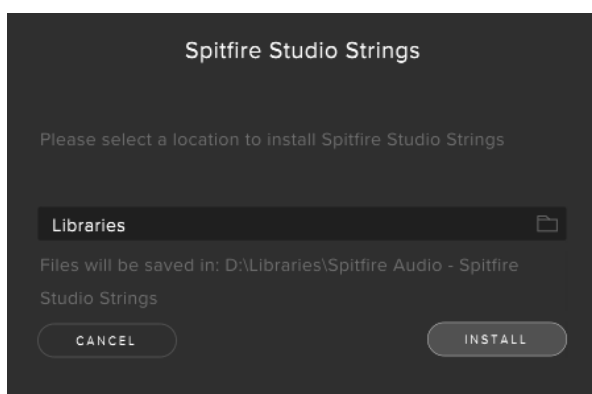 Spitfire Studio Strings
Please select a location to install Spitfire Studio Strings
Libraries
Files will be saved in: D:\Libraries\Spitfire Audio - Spitfire
Studio Strings
CANCEL
INSTALL